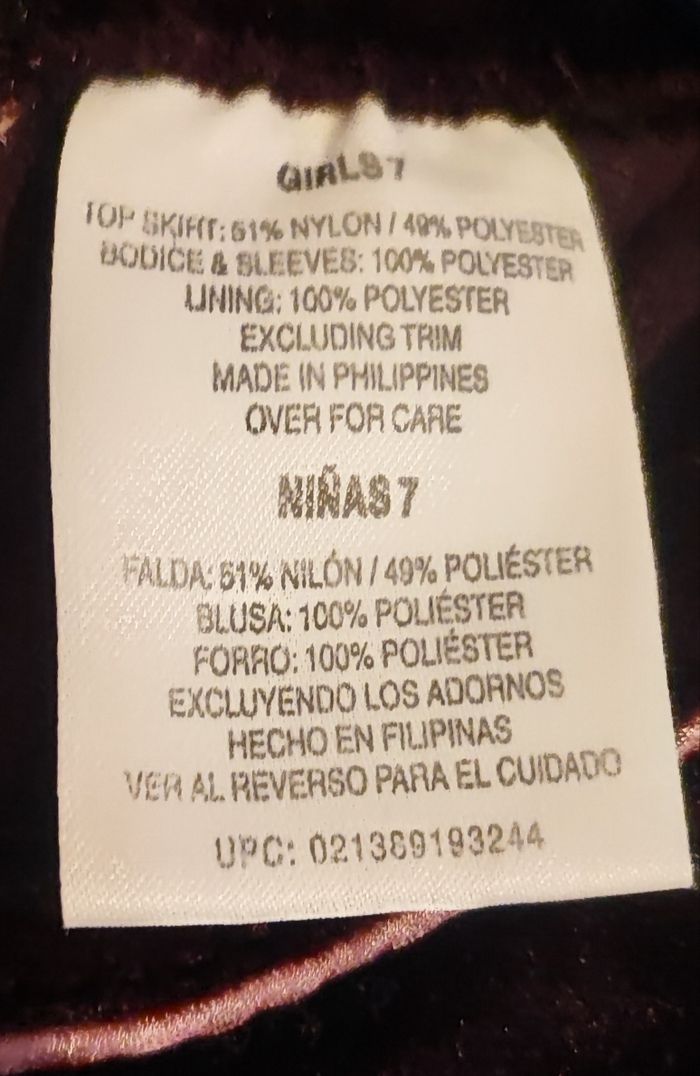 GIRLS 7
TOP SKIRT: 51% NYLON / 49% POLYESTER
BODICE & SLEEVES: 100% POLYESTER
LINING: 100% POLYESTER
EXCLUDING TRIM
MADE IN PHILIPPINES
OVER FOR CARE
NIÑAS 7
FALDA: 51% NILÓN / 49% POLIÉSTER
BLUSA: 100% POLIÉSTER
FORRO: 100% POLIÉSTER
EXCLUYENDO LOS ADORNOS
HECHO EN FILIPINAS
VER AL REVERSO PARA EL CUIDADO
UPC: 021389193244